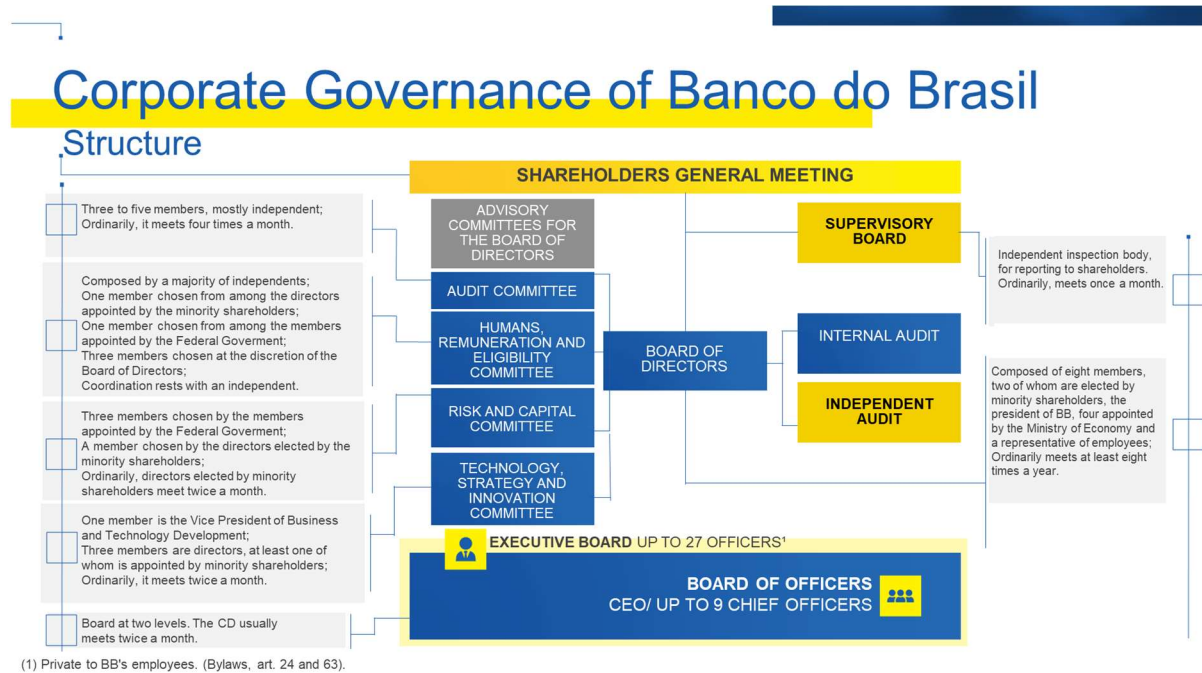 Corporate Governance of Banco do Brasil
Structure
SHAREHOLDERS GENERAL MEETING
Three to five members, mostly independent;
Ordinarily, it meets four times a month.
Composed by a majority of independents;
One member chosen from among the directors
appointed by the minority shareholders;
One member chosen from among the members
appointed by the Federal Goverment;
Three members chosen at the discretion of the
Board of Directors;
Coordination rests with an independent.
Three members chosen by the members
appointed by the Federal Goverment;
A member chosen by the directors elected by the
minority shareholders;
Ordinarily, directors elected by minority
shareholders meet twice a month.
One member is the Vice President of Business
and Technology Development;
Three members are directors, at least one of
whom is appointed by minority shareholders;
Ordinarily, it meets twice a month.
Board at two levels. The CD usually
meets twice a month.
ADVISORY
COMMITTEES FOR
THE BOARD OF
DIRECTORS
AUDIT COMMITTEE
HUMANS,
REMUNERATION AND
ELIGIBILITY
COMMITTEE
RISK AND CAPITAL
COMMITTEE
TECHNOLOGY,
STRATEGY AND
INNOVATION
COMMITTEE
BOARD OF
DIRECTORS
SUPERVISORY
BOARD
INTERNAL AUDIT
INDEPENDENT
AUDIT
Independent inspection body,
for reporting to shareholders.
Ordinarily, meets once a month.
Composed of eight members,
two of whom are elected by
minority shareholders, the
president of BB, four appointed
by the Ministry of Economy and
a representative of employees;
Ordinarily meets at least eight
times a year.
EXECUTIVE BOARD UP TO 27 OFFICERS¹
BOARD OF OFFICERS
CEO/ UP TO 9 CHIEF OFFICERS
(1) Private to BB's employees. (Bylaws, art. 24 and 63).